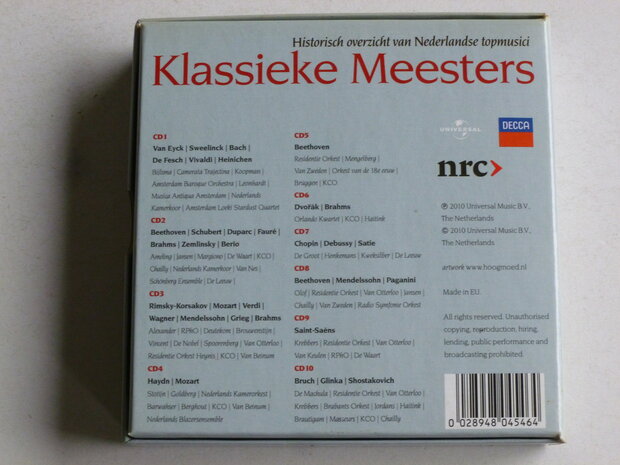 Historisch overzicht van Nederlandse topmusici
Klassieke Meesters
CD1
Van Eyck | Sweelinck | Bach |
De Fesch | Vivaldi | Heinichen
Bijlsma | Camerata Trajectina | Koopman |
Amsterdam Baroque Orchestra | Leonhardt |
Musica Antiqua Amsterdam | Nederlands
Kamerkoor | Amsterdam Loeki Stardust Quartet
CD2
Beethoven | Schubert | Duparc | Fauré |
Brahms | Zemlinsky | Berio
Ameling | Jansen | Margiono | De Waart | KCO |
Chailly | Nederlands Kamerkoor | Van Nes |
Schönberg Ensemble | De Leeuw |
CD3
Rimsky-Korsakov | Mozart | Verdi |
Wagner | Mendelssohn | Grieg | Brahms
Alexander | RPhO | Deutekom | Brouwenstijn |
Vincent | De Nobel | Spoorenberg | Van Otterloo |
Residentie Orkest | KCO | Van Beinum
CD4
Haydn | Mozart
Stotijn | Goldberg | Nederlands Kamerorkest |
Barwahser | Berghout | KCO | Van Beinum |
Nederlands Blazersensemble
CD5
Beethoven
Residentie Orkest | Mengelberg |
Van Zweden | Orkest van de 18e eeuw |
Brüggen | KCO
CD6
Dvořák | Brahms
Orlando Kwartet | KCO | Haitink
CD7
Chopin | Debussy | Satie
De Groot | Henkemans | Kweksilber | De Leeuw
CD8
Beethoven | Mendelssohn | Paganini
Olof | Residentie Orkest | Van Otterloo | Jansen |
Chailly | Van Zweden | Radio Symfonie Orkest
CD9
Saint-Saëns
Krebbers | Residentie Orkest | Van Otterloo |
Van Keulen | RPhO | De Waart
CD10
Bruch | Glinka | Shostakovich
De Machula | Residentie Orkest | Van Otterloo |
Krebbers | Brabants Orkest | Jordans | Haitink |
Brautigam | Masseurs | KCO | Chailly
UNIVERSAL
DECCA
nrc>
℗ 2010 Universal Music B.V.,
The Netherlands
© 2010 Universal Music B.V.,
The Netherlands
artwork www.hoogmoed.nl
Made in EU.
All rights reserved. Unauthorised
copying, reproduction, hiring,
lending, public performance and
broadcasting prohibited.
0 028948 045464